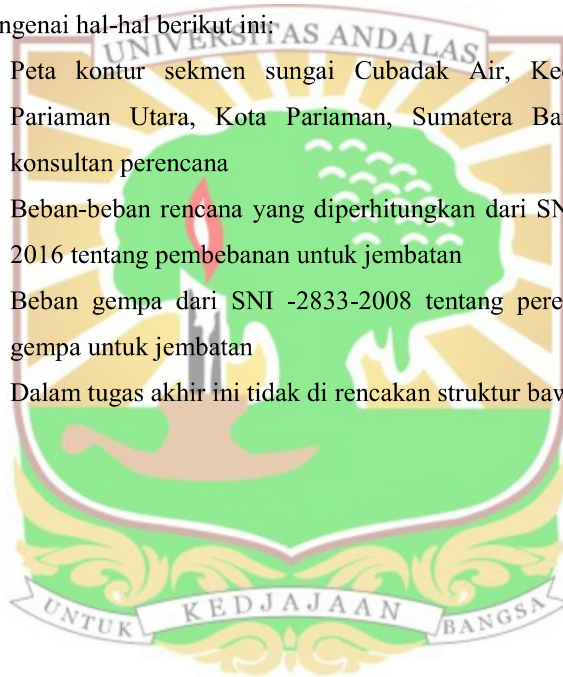 ngenai hal-hal berikut ini:
UNIVERSITAS ANDALAS
Peta kontur sekmen sungai Cubadak Air, Kec
Pariaman Utara, Kota Pariaman, Sumatera Ba
konsultan perencana
Beban-beban rencana yang diperhitungkan dari SN
2016 tentang pembebanan untuk jembatan
Beban gempa dari SNI -2833-2008 tentang pere
gempa untuk jembatan
Dalam tugas akhir ini tidak di rencakan struktur baw
UNTUK KEDJAJAAN BANGSA